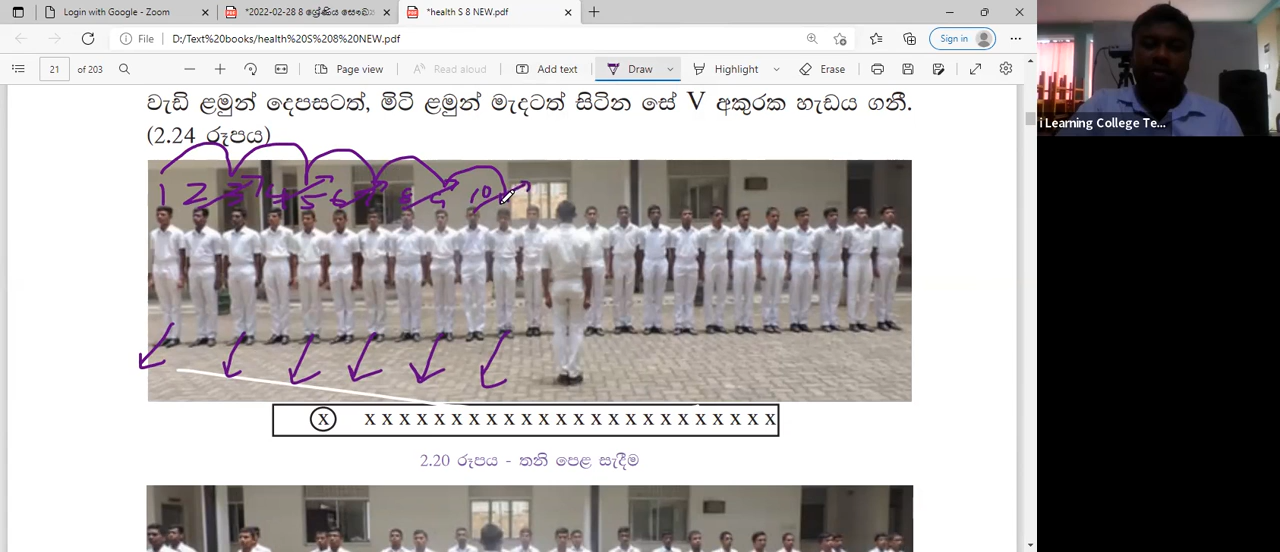 Login with Google - Zoom
*2022-02-28 8 ශ්‍රේණිය සෞඛ්‍ය
*health S 8 NEW.pdf
File
D:/Text%20books/health%20S%208%20NEW.pdf
Sign in
21 of 203
Page view
Read aloud
Add text
Draw
Highlight
Erase
i Learning College Te...
වැඩි ළමුන් දෙපසටත්, මිටි ළමුන් මැදටත් සිටින සේ V අකුරක හැඩය ගනී.
(2.24 රූපය)
1 2 3 4 5 6 7 8 9 10
x x x x x x x x x x x x x x x x x x x x x x x x x
2.20 රූපය - තනි පෙළ සැදීම